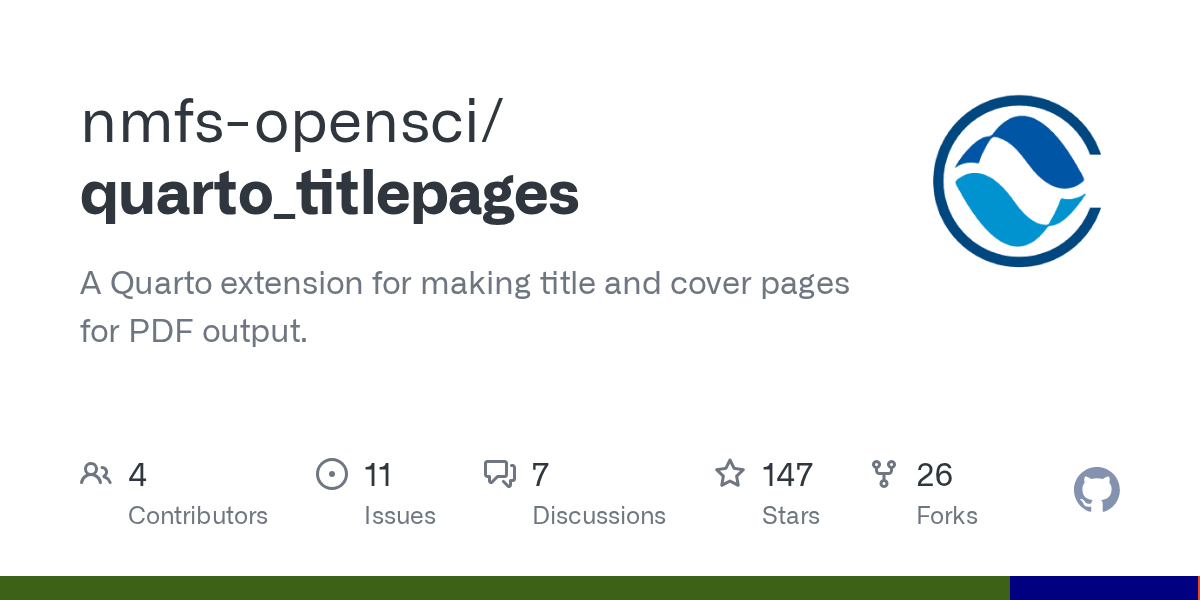 nmfs-opensci/
quarto_titlepages
A Quarto extension for making title and cover pages
for PDF output.
4
Contributors
11
Issues
7
Discussions
147
Stars
26
Forks